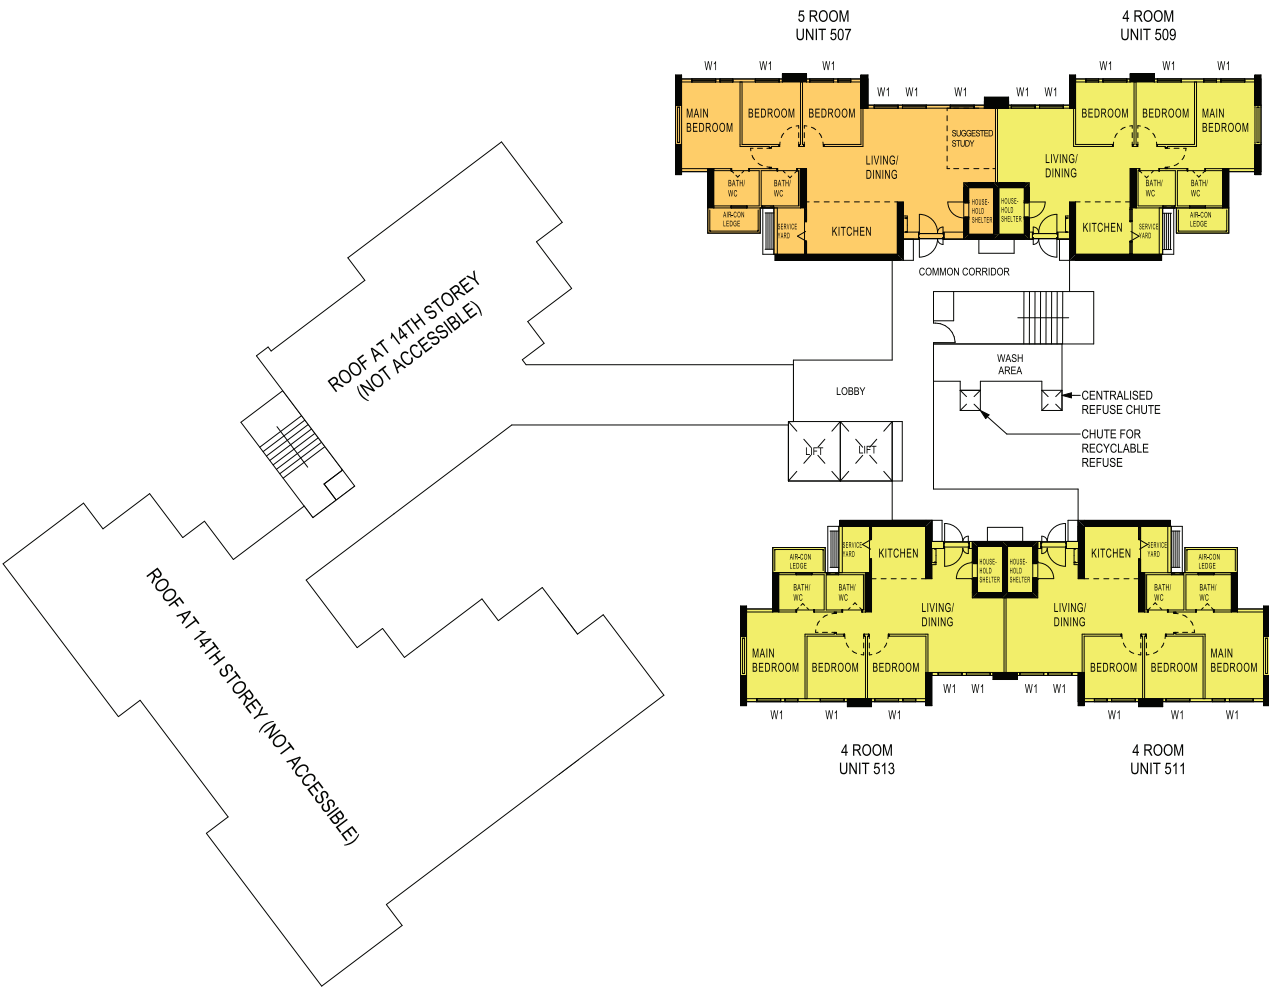 5 ROOM
UNIT 507
4 ROOM
UNIT 509
W1
W1
W1
W1
W1
W1
W1
W1
W1
W1
W1
MAIN
BEDROOM
BEDROOM
BEDROOM
SUGGESTED
STUDY
LIVING/
DINING
BATH/
WC
BATH/
WC
AIR-CON
LEDGE
SERVICE
YARD
KITCHEN
HOUSE-
HOLD
SHELTER
BEDROOM
BEDROOM
MAIN
BEDROOM
LIVING/
DINING
HOUSE-
HOLD
SHELTER
BATH/
WC
BATH/
WC
AIR-CON
LEDGE
KITCHEN
SERVICE
YARD
COMMON CORRIDOR
ROOF AT 14TH STOREY
(NOT ACCESSIBLE)
WASH
AREA
LOBBY
CENTRALISED
REFUSE CHUTE
CHUTE FOR
RECYCLABLE
REFUSE
LIFT
LIFT
ROOF AT 14TH STOREY (NOT ACCESSIBLE)
AIR-CON
LEDGE
SERVICE
YARD
KITCHEN
HOUSE-
HOLD
SHELTER
BATH/
WC
BATH/
WC
LIVING/
DINING
MAIN
BEDROOM
BEDROOM
BEDROOM
HOUSE-
HOLD
SHELTER
KITCHEN
SERVICE
YARD
AIR-CON
LEDGE
BATH/
WC
BATH/
WC
LIVING/
DINING
BEDROOM
BEDROOM
MAIN
BEDROOM
W1
W1
W1
W1
W1
W1
W1
W1
W1
W1
4 ROOM
UNIT 513
4 ROOM
UNIT 511